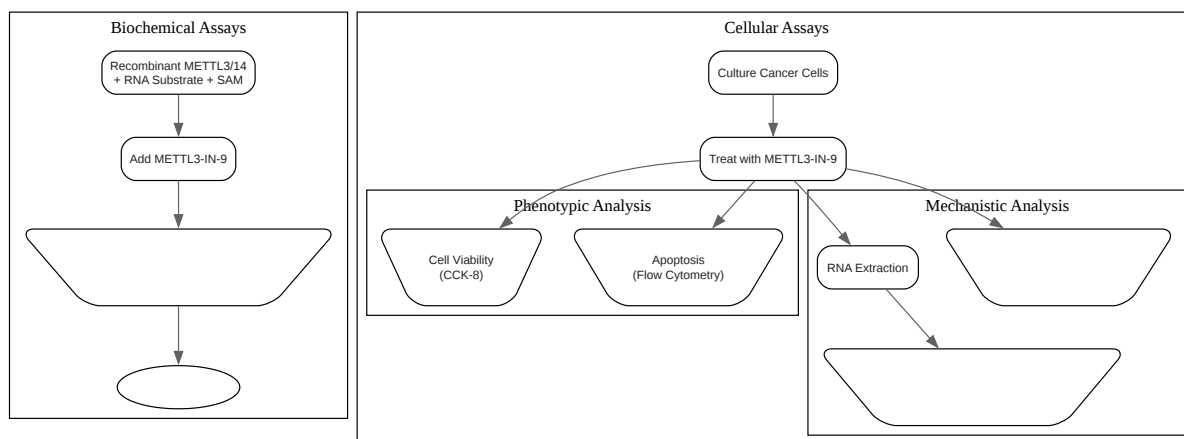 Biochemical Assays
Recombinant METTL3/14
+ RNA Substrate + SAM
Add METTL3-IN-9
Cellular Assays
Culture Cancer Cells
Treat with METTL3-IN-9
Phenotypic Analysis
Cell Viability
(CCK-8)
Apoptosis
(Flow Cytometry)
Mechanistic Analysis
RNA Extraction